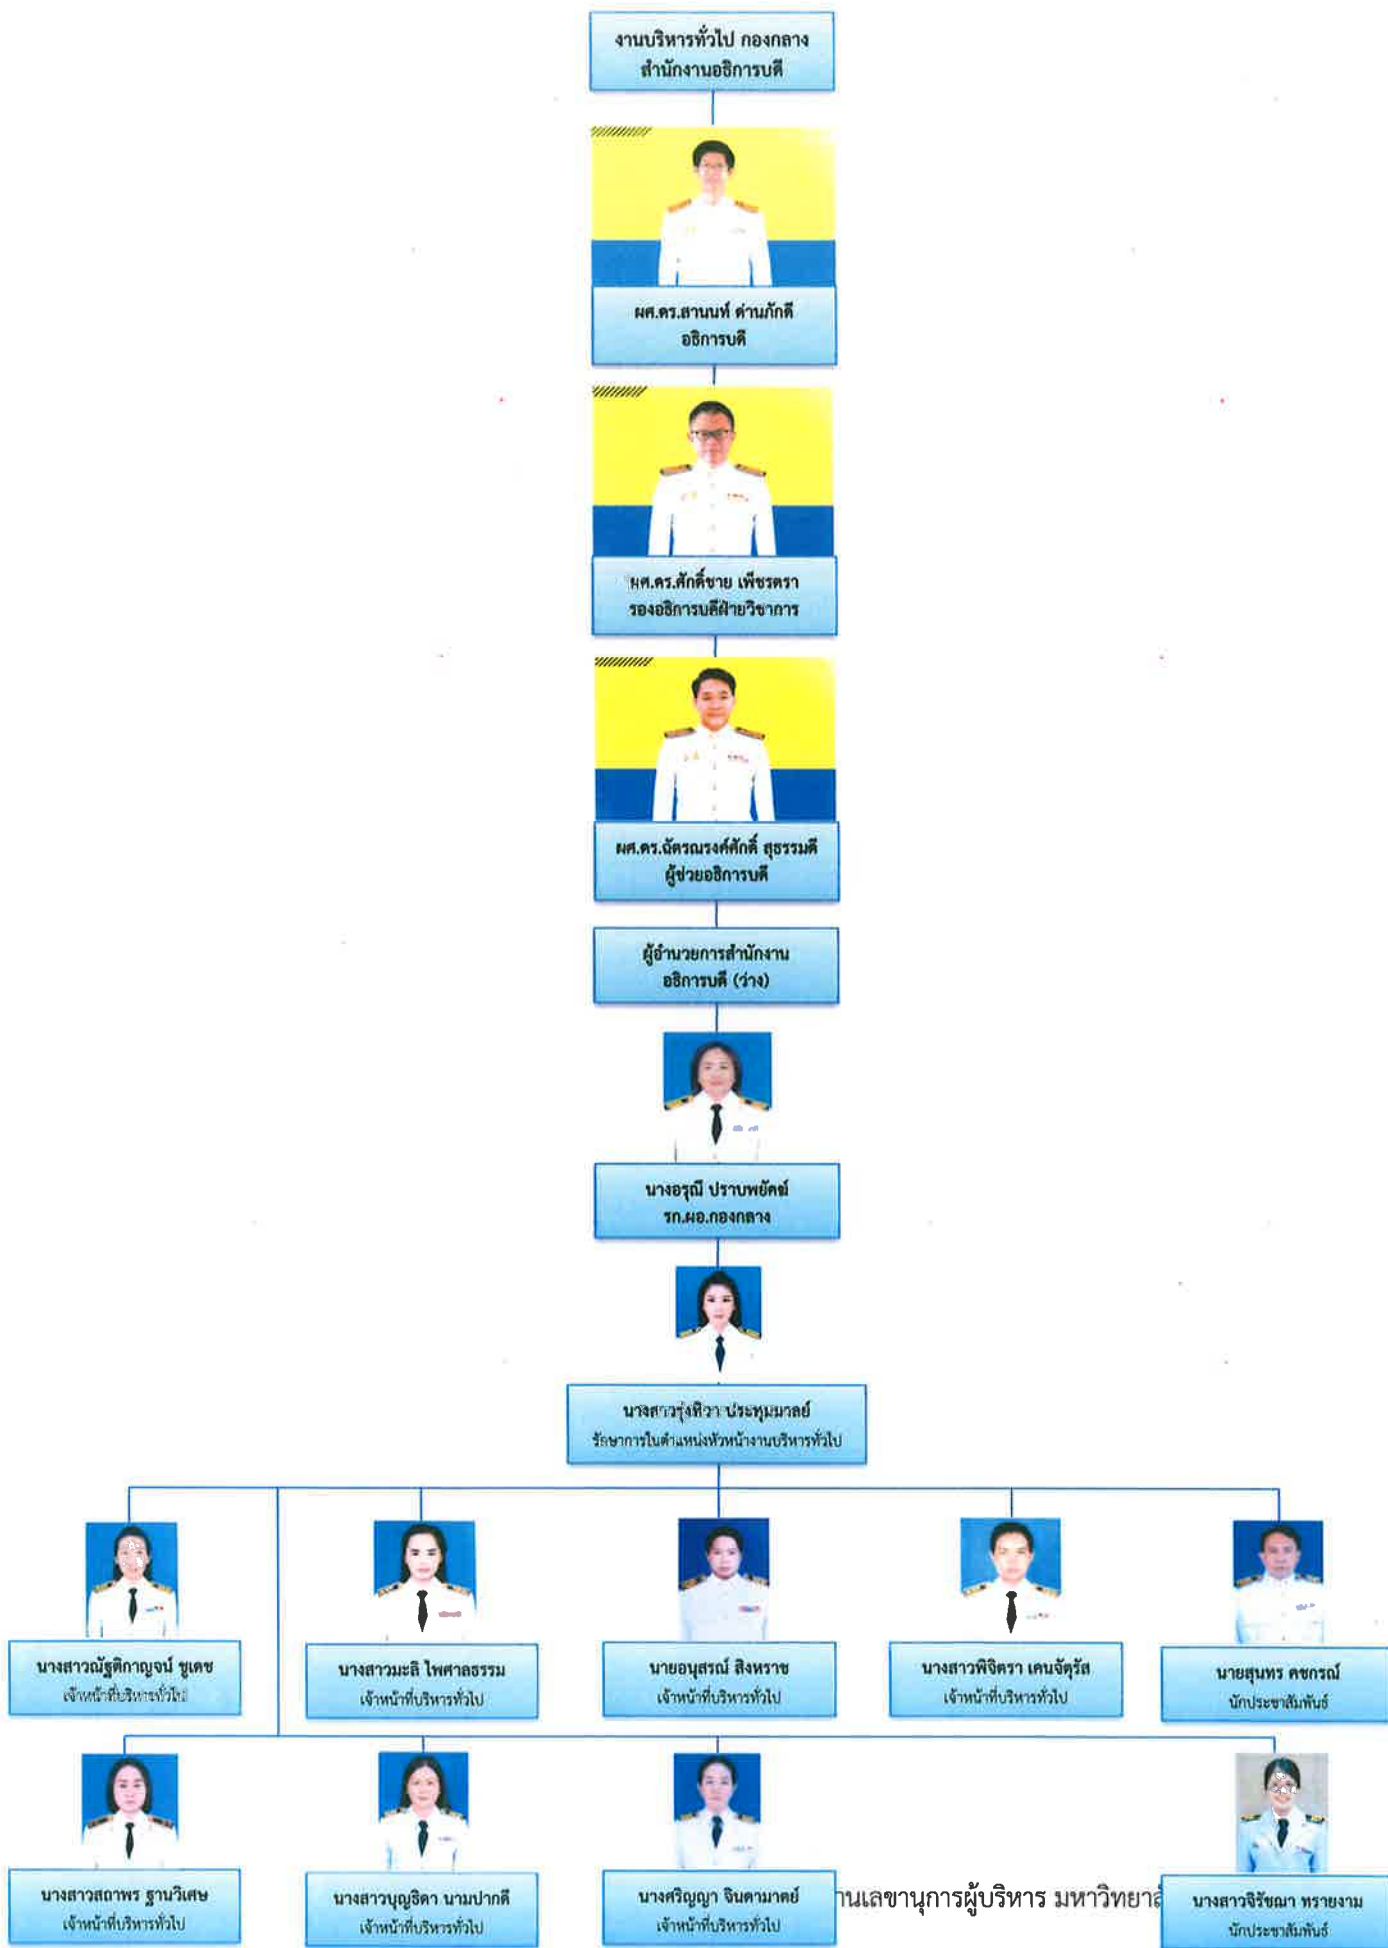 งานบริหารทั่วไป กองกลาง
สำนักงานอธิการบดี
ผศ.ดร.สานนท์ ด่านภักดี
อธิการบดี
ผศ.ดร.ศักดิ์ชาย เพ็ชรตรา
รองอธิการบดีฝ่ายวิชาการ
ผศ.ดร.ฉัตรณรงค์ศักดิ์ สุธรรมดี
ผู้ช่วยอธิการบดี
ผู้อำนวยการสำนักงาน
อธิการบดี (ว่าง)
นางอรุณี ปราบพยัคฆ์
รก.ผอ.กองกลาง
นางสาวรุ่งทิวา ประทุมมาลย์
รักษาการในตำแหน่งหัวหน้างานบริหารทั่วไป
นางสาวณัฐติกาญจน์ ชูเดช
เจ้าหน้าที่บริหารทั่วไป
นางสาวมะลิ ไพศาลธรรม
เจ้าหน้าที่บริหารทั่วไป
นายอนุสรณ์ สิงหราช
เจ้าหน้าที่บริหารทั่วไป
นางสาวพิจิตรา เคนจัตุรัส
เจ้าหน้าที่บริหารทั่วไป
นายสุนทร คชกรณ์
นักประชาสัมพันธ์
นางสาวสถาพร ฐานวิเศษ
เจ้าหน้าที่บริหารทั่วไป
นางสาวบุญธิดา นามปากดี
เจ้าหน้าที่บริหารทั่วไป
นางศริญญา จินดามาตย์
เจ้าหน้าที่บริหารทั่วไป
านเลขานุการผู้บริหาร มหาวิทยาลั
นางสาวจิรัชฌา ทรายงาม
นักประชาสัมพันธ์